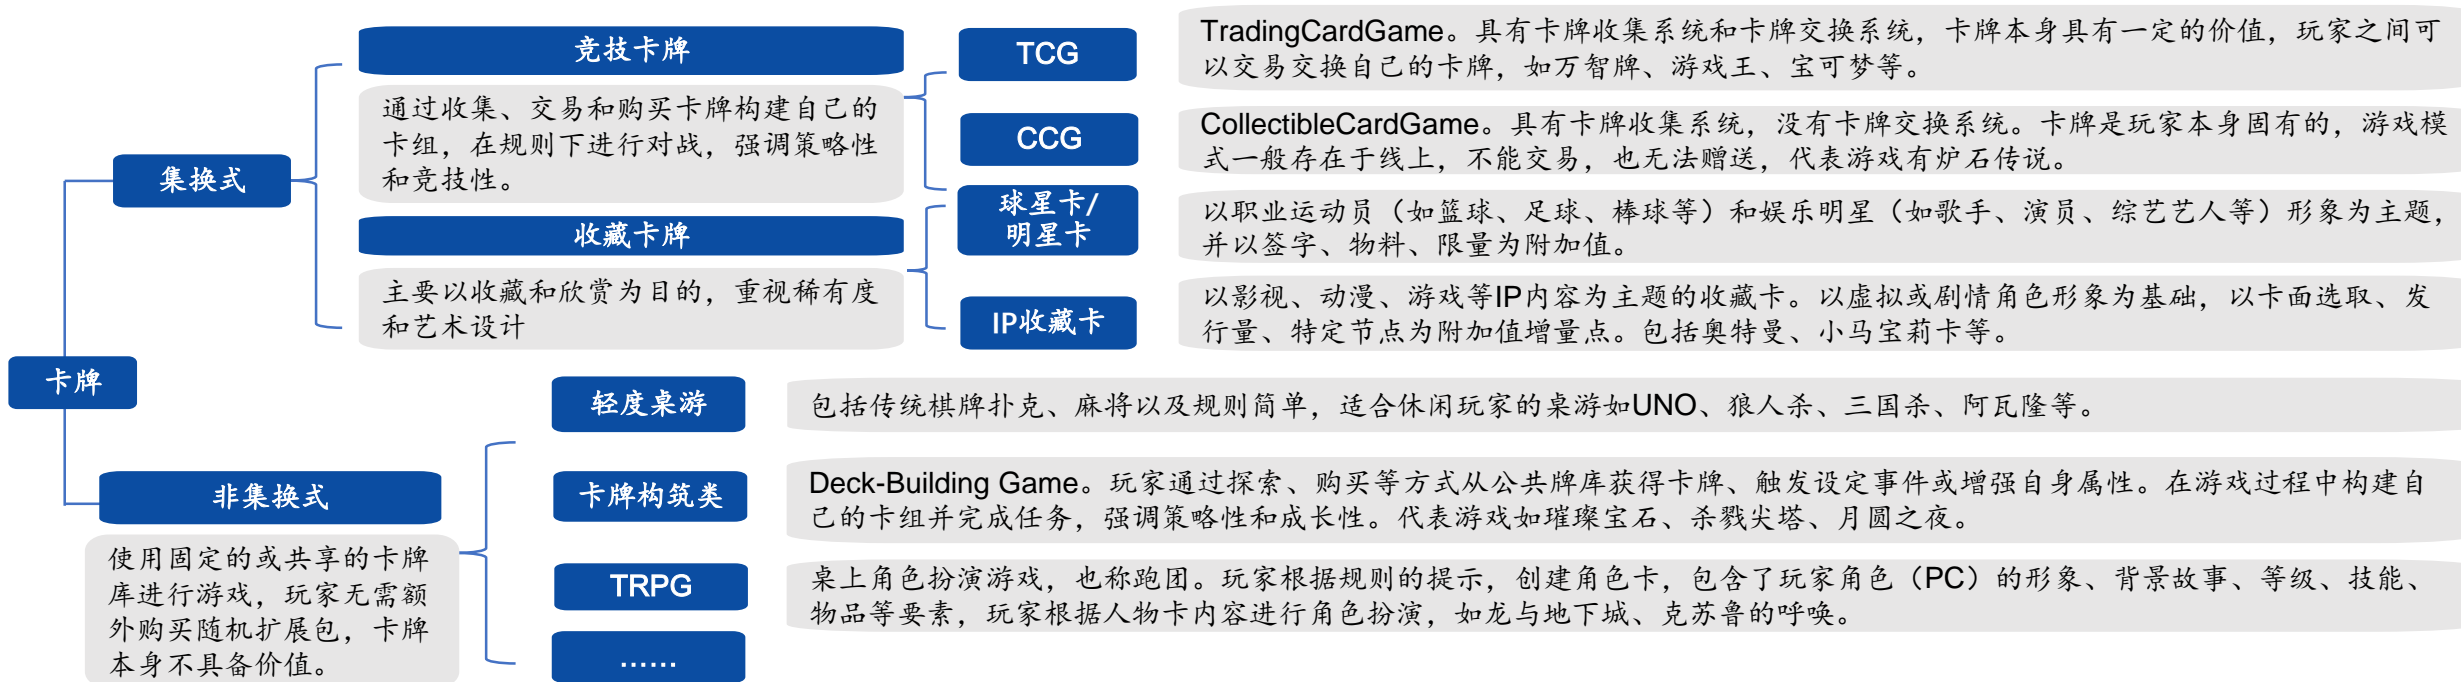 卡牌
集换式
竞技卡牌
通过收集、交易和购买卡牌构建自己的
卡组，在规则下进行对战，强调策略性
和竞技性。
TCG
TradingCardGame。具有卡牌收集系统和卡牌交换系统，卡牌本身具有一定的价值，玩家之间可
以交易交换自己的卡牌，如万智牌、游戏王、宝可梦等。
CCG
CollectibleCardGame。具有卡牌收集系统，没有卡牌交换系统。卡牌是玩家本身固有的，游戏模
式一般存在于线上，不能交易，也无法赠送，代表游戏有炉石传说。
收藏卡牌
主要以收藏和欣赏为目的，重视稀有度
和艺术设计
球星卡/
明星卡
以职业运动员（如篮球、足球、棒球等）和娱乐明星（如歌手、演员、综艺艺人等）形象为主题，
并以签字、物料、限量为附加值。
IP收藏卡
以影视、动漫、游戏等IP内容为主题的收藏卡。以虚拟或剧情角色形象为基础，以卡面选取、发
行量、特定节点为附加值增量点。包括奥特曼、小马宝莉卡等。
非集换式
使用固定的或共享的卡牌
库进行游戏，玩家无需额
外购买随机扩展包，卡牌
本身不具备价值。
轻度桌游
包括传统棋牌扑克、麻将以及规则简单，适合休闲玩家的桌游如UNO、狼人杀、三国杀、阿瓦隆等。
卡牌构筑类
Deck-Building Game。玩家通过探索、购买等方式从公共牌库获得卡牌、触发设定事件或增强自身属性。在游戏过程中构建自
己的卡组并完成任务，强调策略性和成长性。代表游戏如璀璨宝石、杀戮尖塔、月圆之夜。
TRPG
桌上角色扮演游戏，也称跑团。玩家根据规则的提示，创建角色卡，包含了玩家角色（PC）的形象、背景故事、等级、技能、
物品等要素，玩家根据人物卡内容进行角色扮演，如龙与地下城、克苏鲁的呼唤。
……